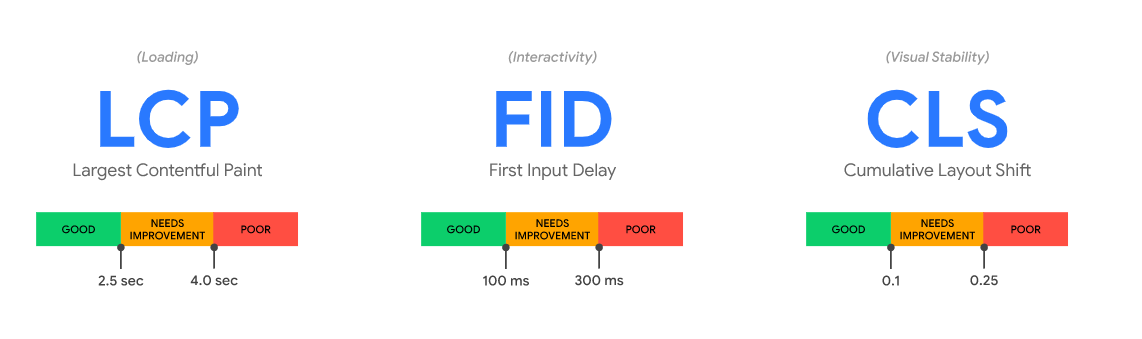 (Loading)
LCP
Largest Contentful Paint
GOOD
NEEDS
IMPROVEMENT
POOR
2.5 sec
4.0 sec
(Interactivity)
FID
First Input Delay
GOOD
NEEDS
IMPROVEMENT
POOR
100 ms
300 ms
(Visual Stability)
CLS
Cumulative Layout Shift
GOOD
NEEDS
IMPROVEMENT
POOR
0.1
0.25